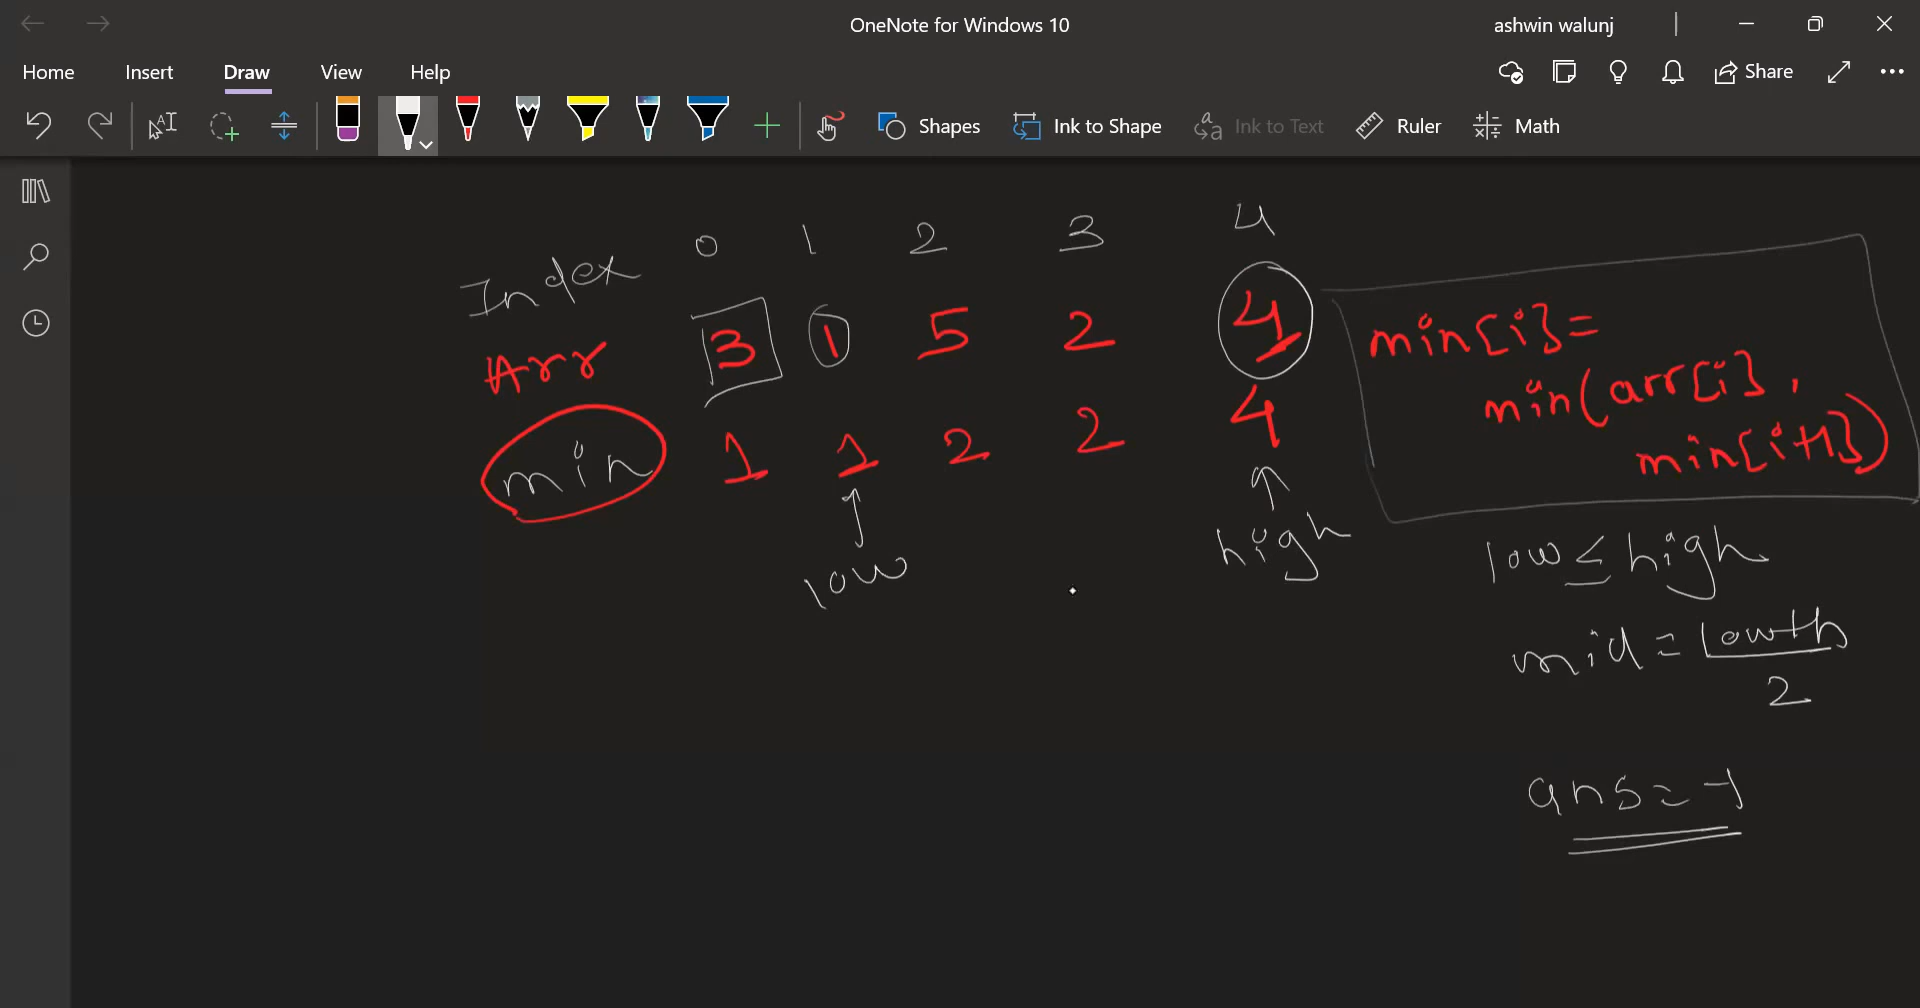 OneNote for Windows 10
ashwin walunj
Home Insert Draw View Help
Share
Shapes Ink to Shape Ink to Text Ruler Math
Index 0 1 2 3 4
Arr 3 1 5 2 4
min 1 1 2 2 4
low
high
min[i]=
min(arr[i],
min[i+1])
low ≤ high
mid = low+h
2
ans = -1